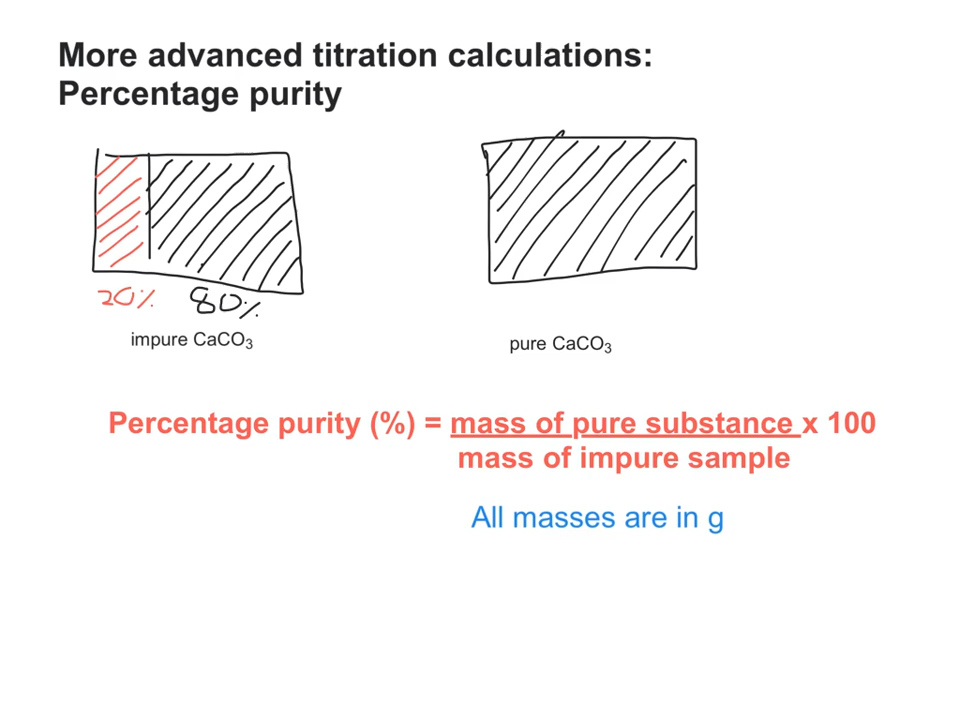 More advanced titration calculations:
Percentage purity
20% 80%
impure CaCO₃
pure CaCO₃
Percentage purity (%) = mass of pure substance x 100
mass of impure sample
All masses are in g